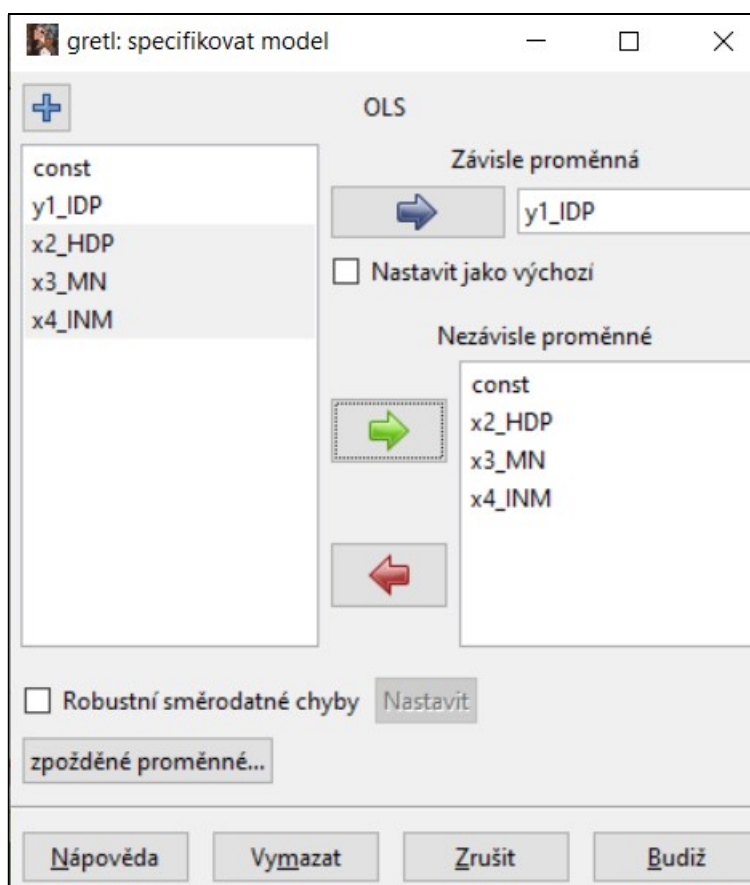 gretl: specifikovat model
OLS
const
y1_IDP
x2_HDP
x3_MN
x4_INM
Závisle proměnná
y1_IDP
Nastavit jako výchozí
Nezávisle proměnné
const
x2_HDP
x3_MN
x4_INM
Robustní směrodatné chyby Nastavit
zpožděné proměnné...
Nápověda Vymazat Zrušit Budiž